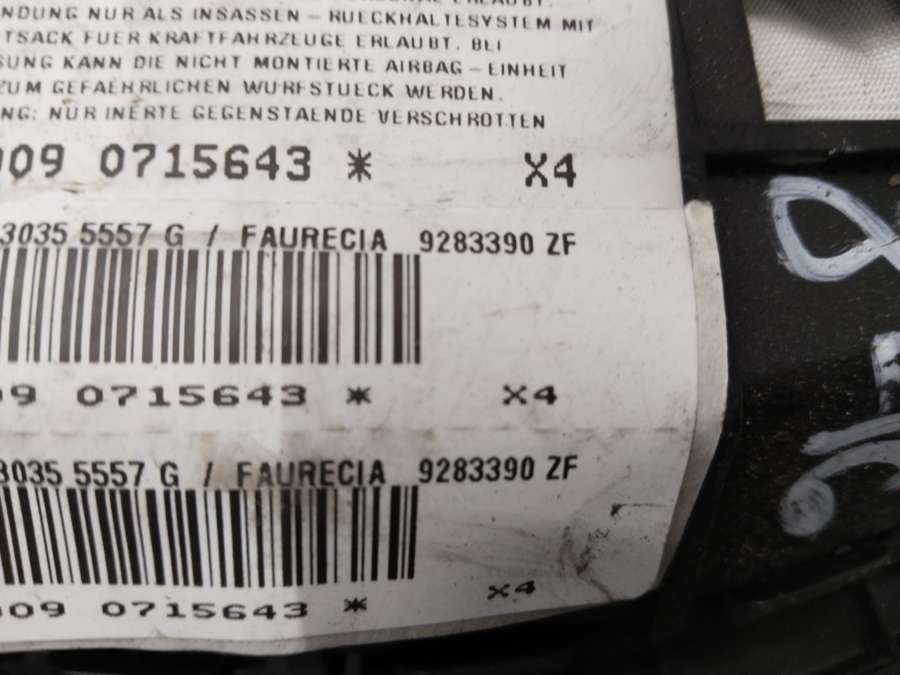 NDUNG NUR ALS INSASSEN - RUECKHALTESYSTEM MIT
TSACK FUER KRAFTFAHRZEUGE ERLAUBT. BEI
SUNG KANN DIE NICHT MONTIERTE AIRBAG - EINHEIT
ZUM GEFAEHRLICHEN WURFSTUECK WERDEN.
NG: NUR INERTE GEGENSTAENDE VERSCHROTTEN
009 0715643 * X4
3035 5557 G / FAURECIA 9283390 ZF
09 0715643 * X4
3035 5557 G / FAURECIA 9283390 ZF
009 0715643 * X4